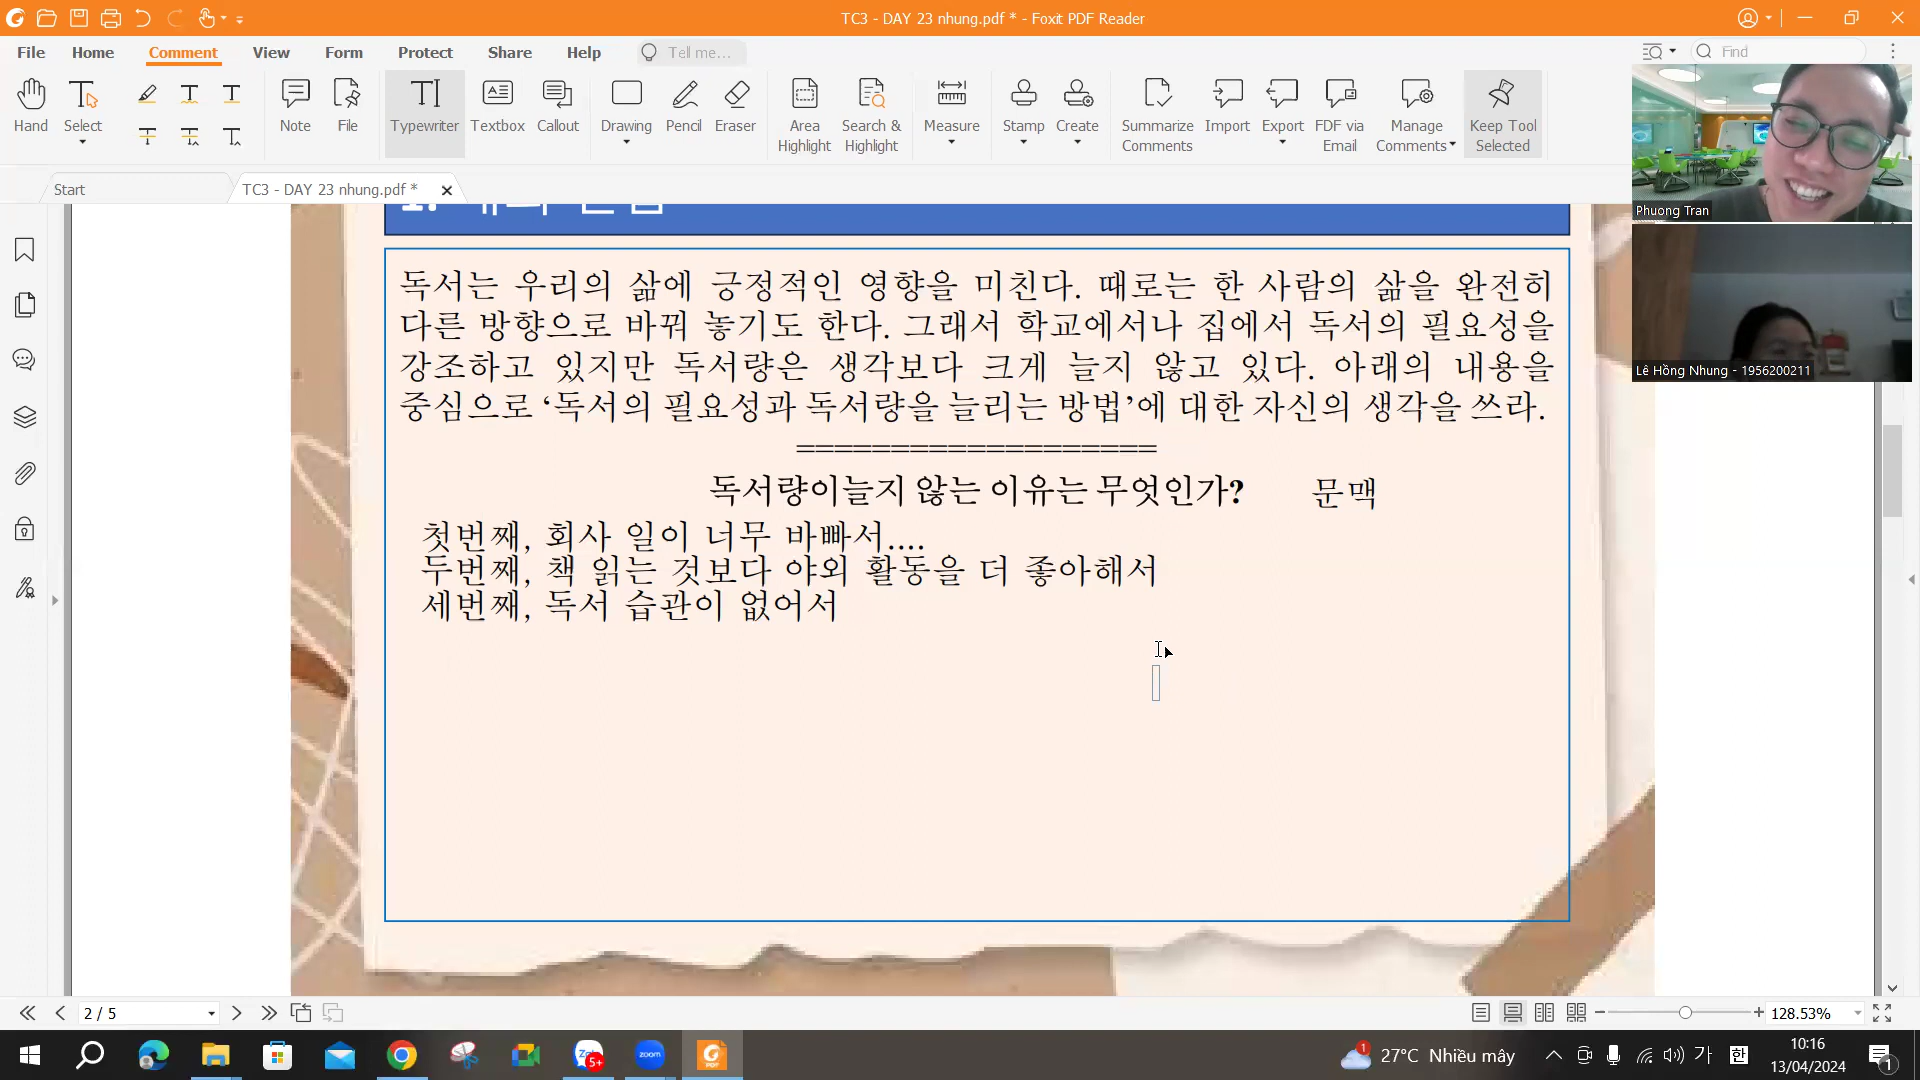 TC3 - DAY 23 nhung.pdf * - Foxit PDF Reader
File Home Comment View Form Protect Share Help Tell me... Find
Hand Select Note File Typewriter Textbox Callout Drawing Pencil Eraser Area Highlight Search & Highlight Measure Stamp Create Summarize Comments Import Export FDF via Email Manage Comments Keep Tool Selected
Start TC3 - DAY 23 nhung.pdf *
Phuong Tran
Lê Hồng Nhung - 1956200211
독서는 우리의 삶에 긍정적인 영향을 미친다. 때로는 한 사람의 삶을 완전히
다른 방향으로 바꿔 놓기도 한다. 그래서 학교에서나 집에서 독서의 필요성을
강조하고 있지만 독서량은 생각보다 크게 늘지 않고 있다. 아래의 내용을
중심으로 ‘독서의 필요성과 독서량을 늘리는 방법’에 대한 자신의 생각을 쓰라.
===================
독서량이늘지 않는 이유는 무엇인가? 문맥
첫번째, 회사 일이 너무 바빠서....
두번째, 책 읽는 것보다 야외 활동을 더 좋아해서
세번째, 독서 습관이 없어서
2 / 5 128.53%
zoom 5+ 1 27°C Nhiều mây 가 한 10:16 1
13/04/2024